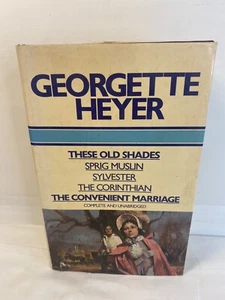 GEORGETTE
HEYER
THESE OLD SHADES
SPRIG MUSLIN
SYLVESTER
THE CORINTHIAN
THE CONVENIENT MARRIAGE
COMPLETE AND UNABRIDGED